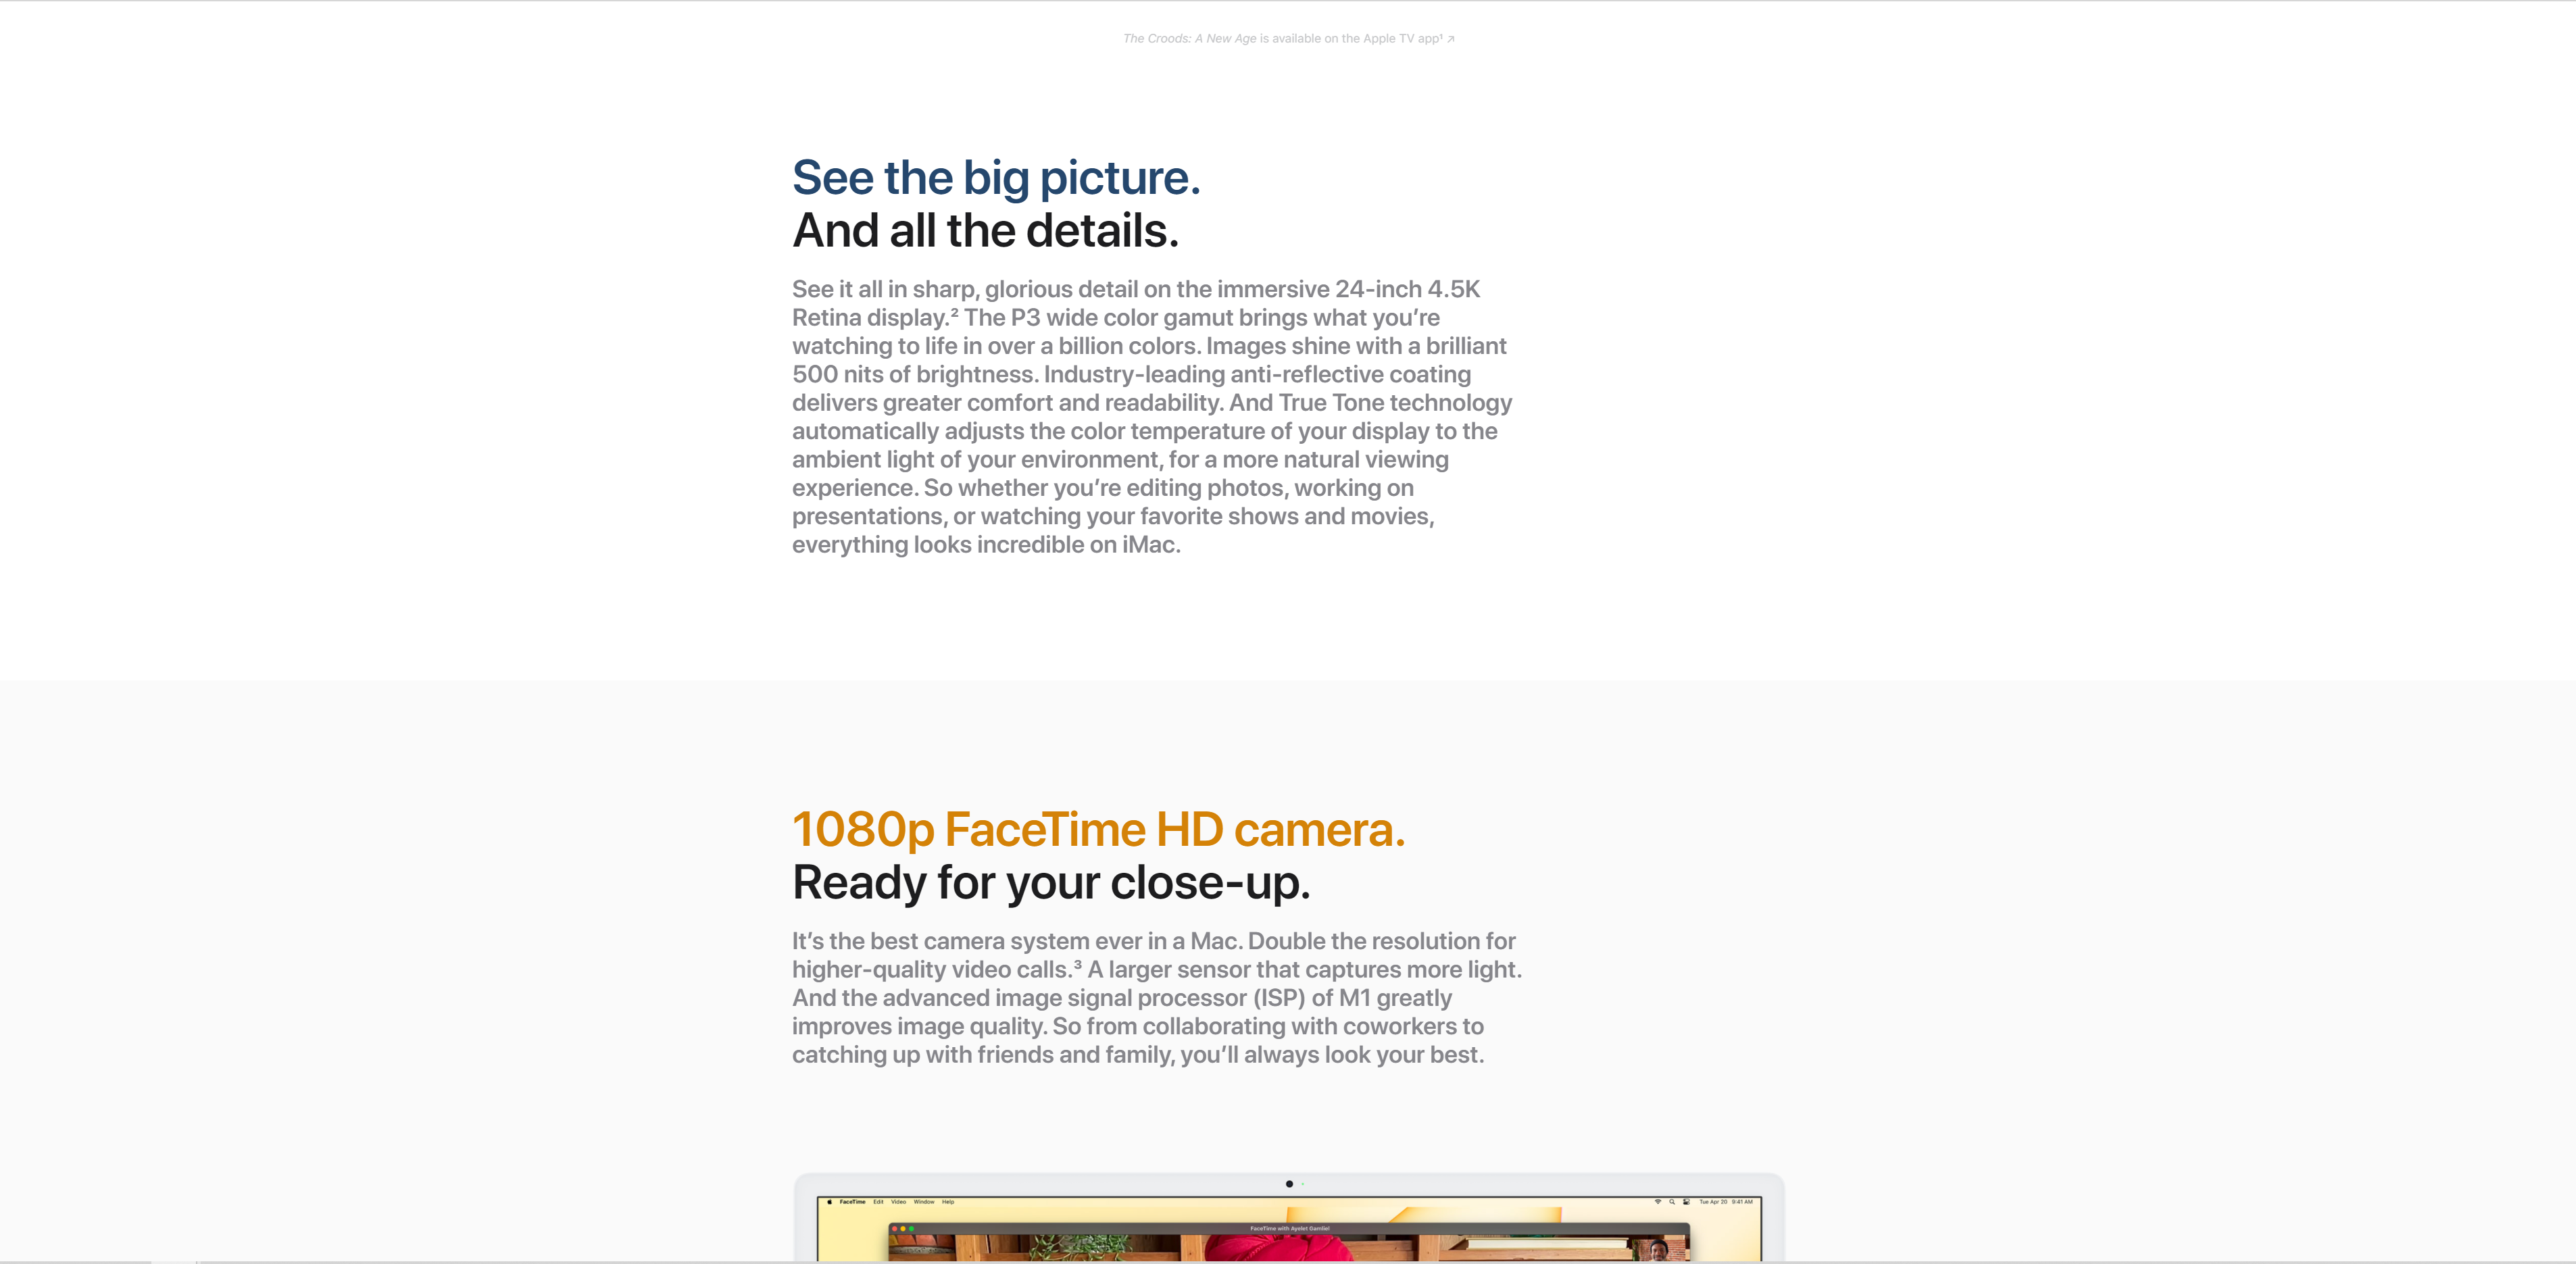 The Croods: A New Age is available on the Apple TV app¹ ↗
See the big picture.
And all the details.
See it all in sharp, glorious detail on the immersive 24-inch 4.5K
Retina display.² The P3 wide color gamut brings what you’re
watching to life in over a billion colors. Images shine with a brilliant
500 nits of brightness. Industry-leading anti-reflective coating
delivers greater comfort and readability. And True Tone technology
automatically adjusts the color temperature of your display to the
ambient light of your environment, for a more natural viewing
experience. So whether you’re editing photos, working on
presentations, or watching your favorite shows and movies,
everything looks incredible on iMac.
1080p FaceTime HD camera.
Ready for your close-up.
It’s the best camera system ever in a Mac. Double the resolution for
higher-quality video calls.³ A larger sensor that captures more light.
And the advanced image signal processor (ISP) of M1 greatly
improves image quality. So from collaborating with coworkers to
catching up with friends and family, you’ll always look your best.
FaceTime Edit Video Window Help Tue Apr 20 9:41 AM
FaceTime with Ayelet Gamliel